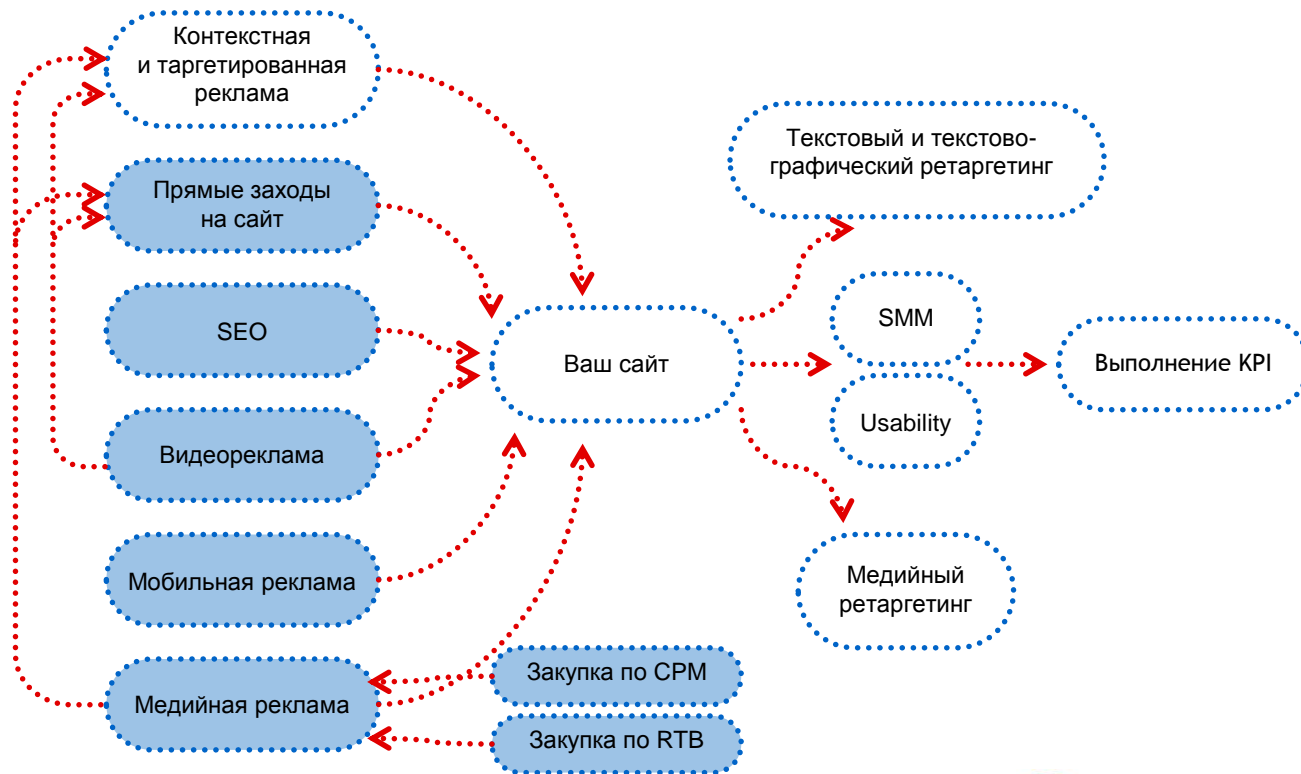 Контекстная
и таргетированная
реклама
Прямые заходы
на сайт
SEO
Видеореклама
Мобильная реклама
Медийная реклама
Закупка по CPM
Закупка по RTB
Ваш сайт
Текстовый и текстово-
графический ретаргетинг
SMM
Usability
Медийный
ретаргетинг
Выполнение KPI